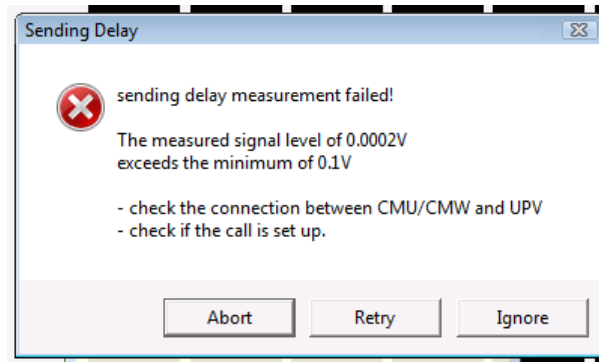 Sending Delay
sending delay measurement failed!
The measured signal level of 0.0002V
exceeds the minimum of 0.1V
- check the connection between CMU/CMW and UPV
- check if the call is set up.
Abort Retry Ignore